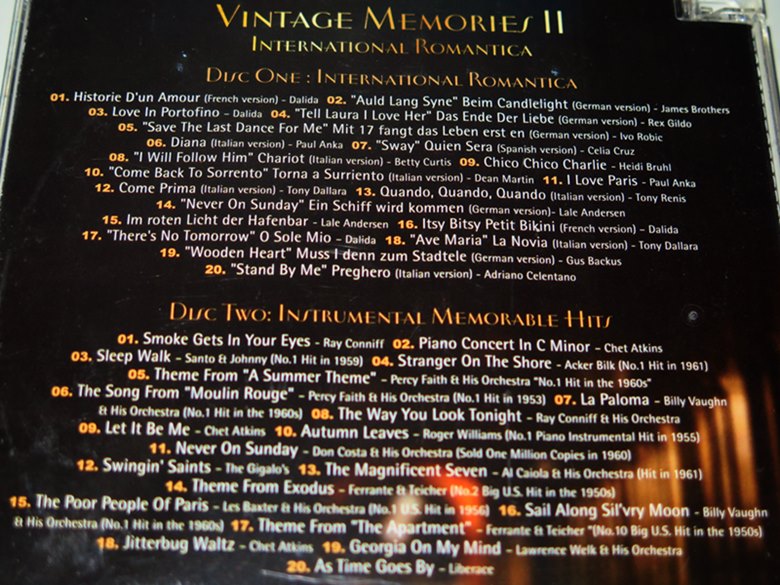 VINTAGE MEMORIES II
INTERNATIONAL ROMANTICA
DISC ONE : INTERNATIONAL ROMANTICA
01. Historie D'un Amour (French version) - Dalida 02. "Auld Lang Syne" Beim Candlelight (German version) - James Brothers
03. Love In Portofino - Dalida 04. "Tell Laura I Love Her" Das Ende Der Liebe (German version) - Rex Gildo
05. "Save The Last Dance For Me" Mit 17 fangt das Leben erst en (German version) - Ivo Robic
06. Diana (Italian version) - Paul Anka 07. "Sway" Quien Sera (Spanish version) - Celia Cruz
08. "I Will Follow Him" Chariot (Italian version) - Betty Curtis 09. Chico Chico Charlie - Heidi Bruhl
10. "Come Back To Sorrento" Torna a Surriento (Italian version) - Dean Martin 11. I Love Paris - Paul Anka
12. Come Prima (Italian version) - Tony Dallara 13. Quando, Quando, Quando (Italian version) - Tony Renis
14. "Never On Sunday" Ein Schiff wird kommen (German version)- Lale Andersen
15. Im roten Licht der Hafenbar - Lale Andersen 16. Itsy Bitsy Petit Bikini (French version) - Dalida
17. "There's No Tomorrow" O Sole Mio - Dalida 18. "Ave Maria" La Novia (Italian version) - Tony Dallara
19. "Wooden Heart" Muss I denn zum Stadtele (German version) - Gus Backus
20. "Stand By Me" Preghero (Italian version) - Adriano Celentano
DISC TWO: INSTRUMENTAL MEMORABLE HITS
01. Smoke Gets In Your Eyes - Ray Conniff 02. Piano Concert In C Minor - Chet Atkins
03. Sleep Walk - Santo & Johnny (No.1 Hit in 1959) 04. Stranger On The Shore - Acker Bilk (No.1 Hit in 1961)
05. Theme From "A Summer Theme" - Percy Faith & His Orchestra "No.1 Hit in the 1960s"
06. The Song From "Moulin Rouge" - Percy Faith & His Orchestra (No.1 Hit in 1953) 07. La Paloma - Billy Vaughn
& His Orchestra (No.1 Hit in the 1960s) 08. The Way You Look Tonight - Ray Conniff & His Orchestra
09. Let It Be Me - Chet Atkins 10. Autumn Leaves - Roger Williams (No.1 Piano Instrumental Hit in 1955)
11. Never On Sunday - Don Costa & His Orchestra (Sold One Million Copies in 1960)
12. Swingin' Saints - The Gigalo's 13. The Magnificent Seven - Al Caiola & His Orchestra (Hit in 1961)
14. Theme From Exodus - Ferrante & Teicher (No.2 Big U.S. Hit in the 1950s)
15. The Poor People Of Paris - Les Baxter & His Orchestra (No.1 U.S. Hit in 1956) 16. Sail Along Sil'vry Moon - Billy Vaughn
& His Orchestra (No.1 Hit in the 1960s) 17. Theme From "The Apartment" - Ferrante & Teicher "(No.10 Big U.S. Hit in the 1950s)
18. Jitterbug Waltz - Chet Atkins 19. Georgia On My Mind - Lawrence Welk & His Orchestra
20. As Time Goes By - Liberace